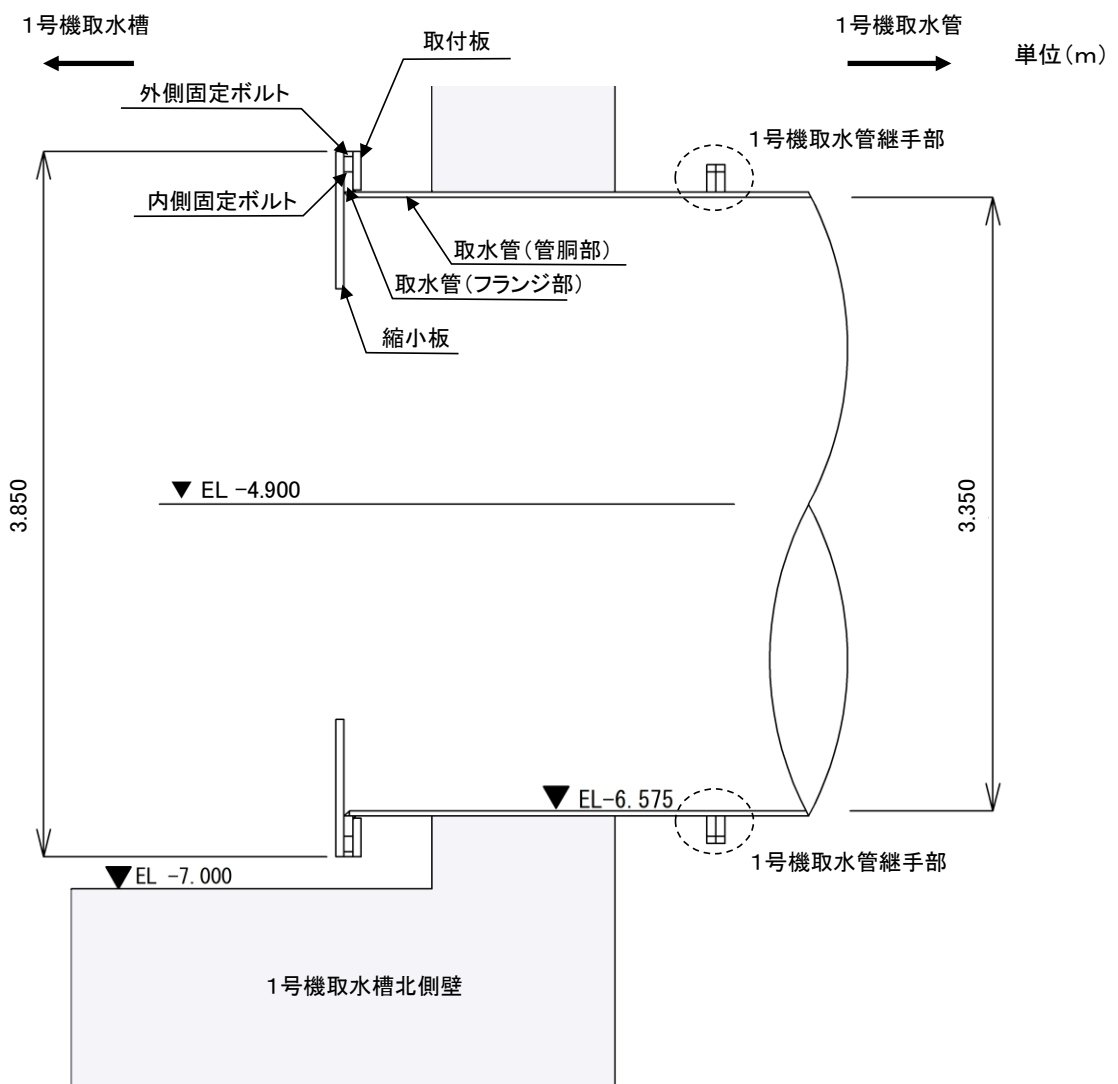 1号機取水槽
取付板
1号機取水管
単位(m)
外側固定ボルト
1号機取水管継手部
内側固定ボルト
取水管(管胴部)
取水管(フランジ部)
縮小板
▼ EL -4.900
3.850
3.350
▼ EL-6.575
1号機取水管継手部
▼ EL -7.000
1号機取水槽北側壁